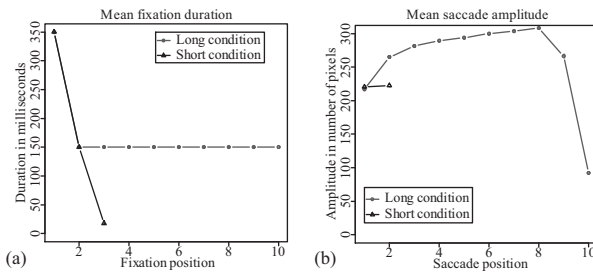 Mean fixation duration
Duration in milliseconds
0 50 100 150 200 250 300 350
Long condition
Short condition
2 4 6 8 10
Fixation position
(a)
Mean saccade amplitude
Amplitude in number of pixels
0 50 100 150 200 250 300
Long condition
Short condition
2 4 6 8 10
Saccade position
(b)